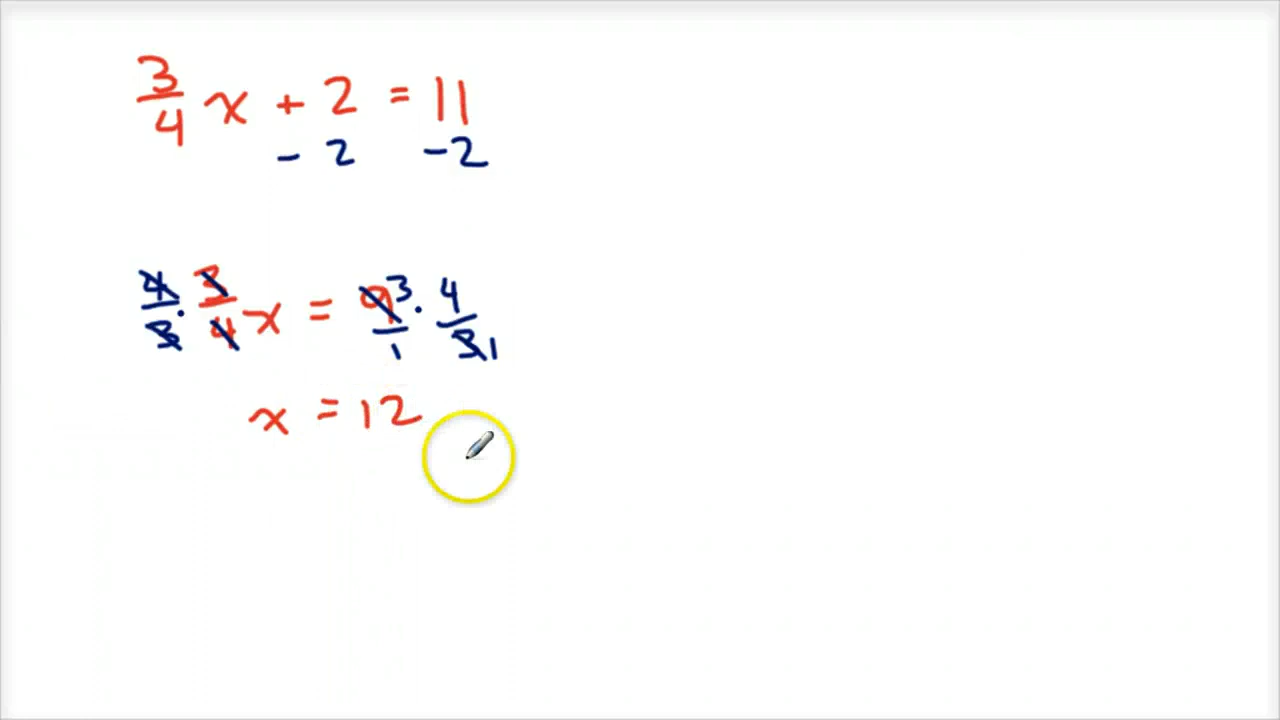 3/4 x + 2 = 11
- 2 -2
4/3 · 3/4 x = 9 3/1 · 4/3 1
x = 12